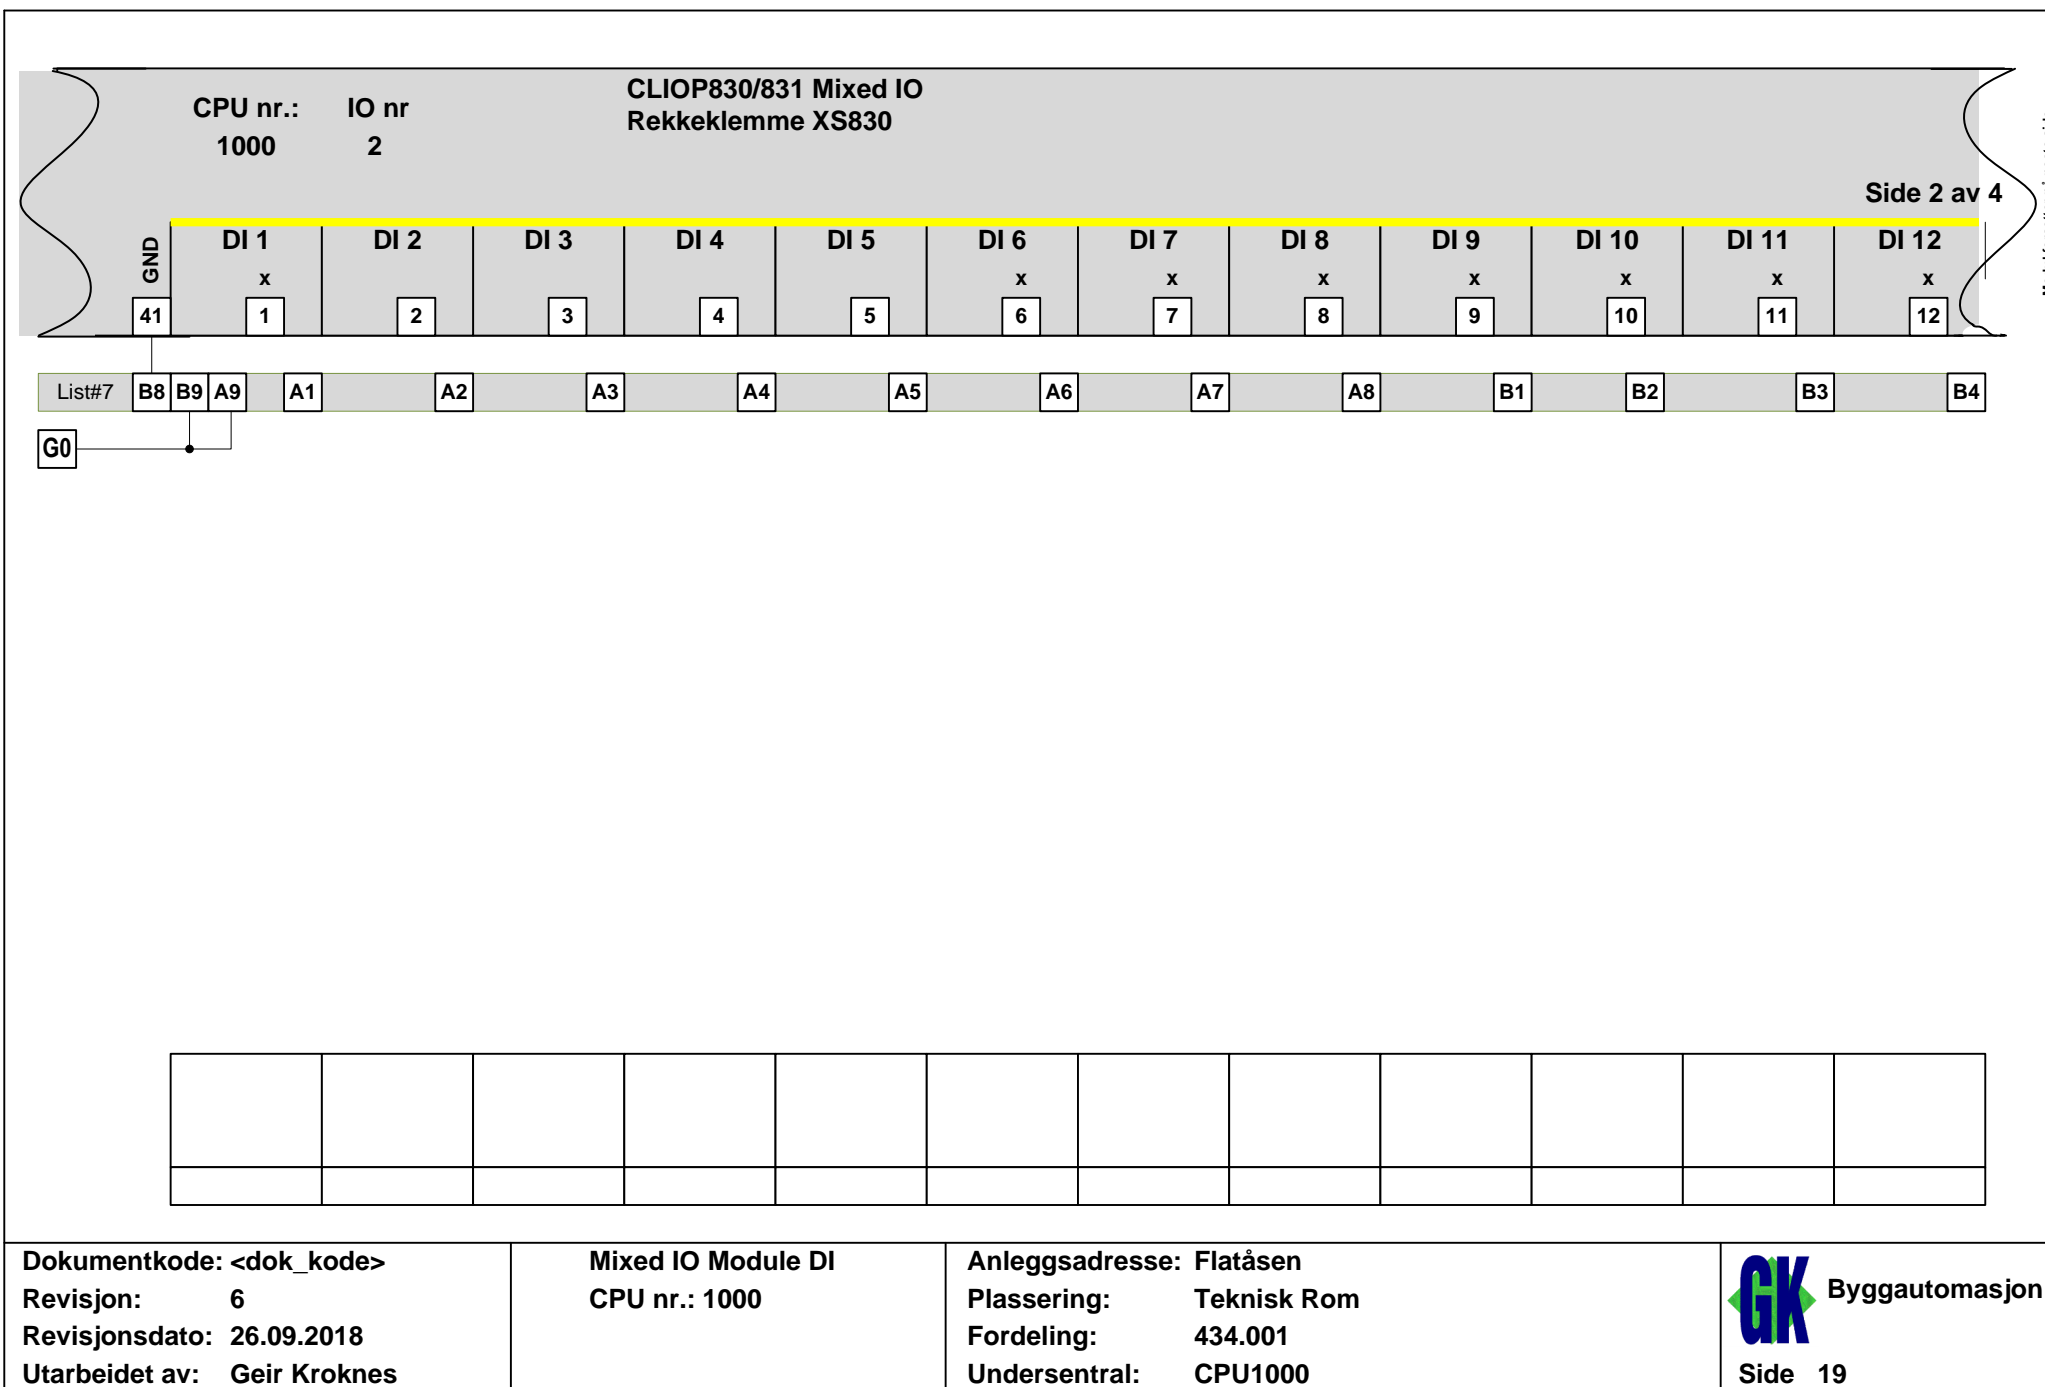 CLIOP830/831 Mixed IO
Rekkeklemme XS830
CPU nr.: IO nr
1000 2
Side 2 av 4
GND DI 1 DI 2 DI 3 DI 4 DI 5 DI 6 DI 7 DI 8 DI 9 DI 10 DI 11 DI 12
x x x x x x x x
41 1 2 3 4 5 6 7 8 9 10 11 12
List#7 B8 B9 A9 A1 A2 A3 A4 A5 A6 A7 A8 B1 B2 B3 B4
G0
Dokumentkode: <dok_kode>
Revisjon: 6
Revisjonsdato: 26.09.2018
Utarbeidet av: Geir Kroknes
Mixed IO Module DI
CPU nr.: 1000
Anleggsadresse: Flatåsen
Plassering: Teknisk Rom
Fordeling: 434.001
Undersentral: CPU1000
GK Byggautomasjon
Side 19